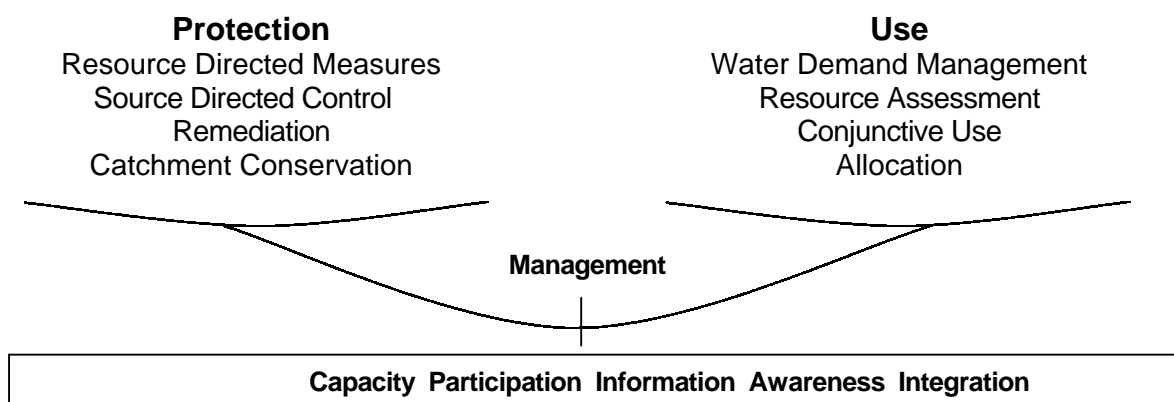 Protection
Resource Directed Measures
Source Directed Control
Remediation
Catchment Conservation
Use
Water Demand Management
Resource Assessment
Conjunctive Use
Allocation
Management
Capacity Participation Information Awareness Integration